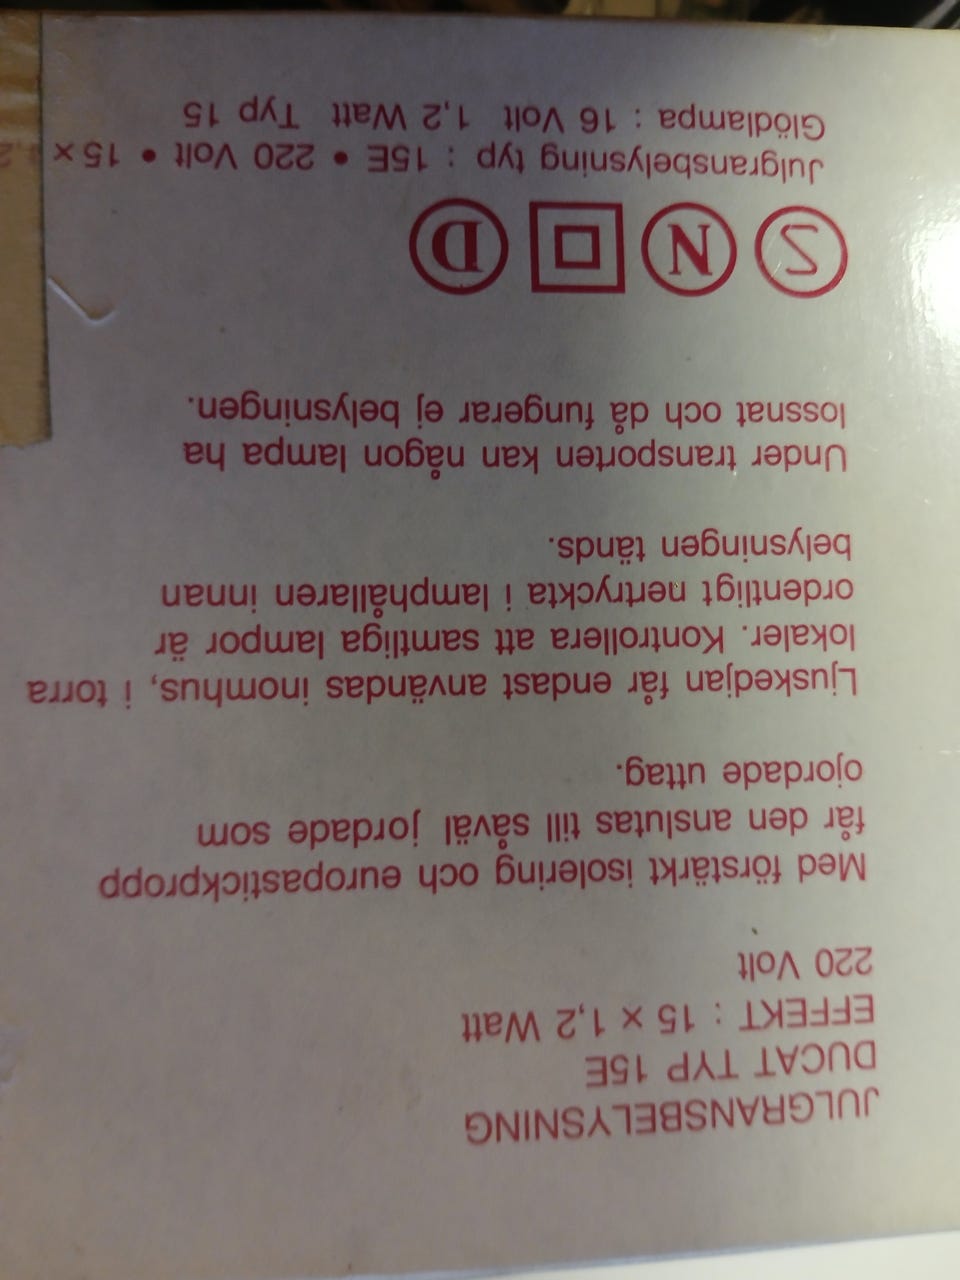 JULGRANSBELYSNING
DUCAT TYP 15E
EFFEKT : 15 × 1,2 Watt
220 Volt
Med förstärkt isolering och europastickpropp
får den anslutas till såväl jordade som
ojordade uttag.
Ljuskedjan får endast användas inomhus, i torra
lokaler. Kontrollera att samtliga lampor är
ordentligt nertryckta i lamphållaren innan
belysningen tänds.
Under transporten kan någon lampa ha
lossnat och då fungerar ej belysningen.
S N D
Julgransbelysning typ : 15E • 220 Volt • 15 × 1,2
Glödlampa : 16 Volt 1,2 Watt Typ 15